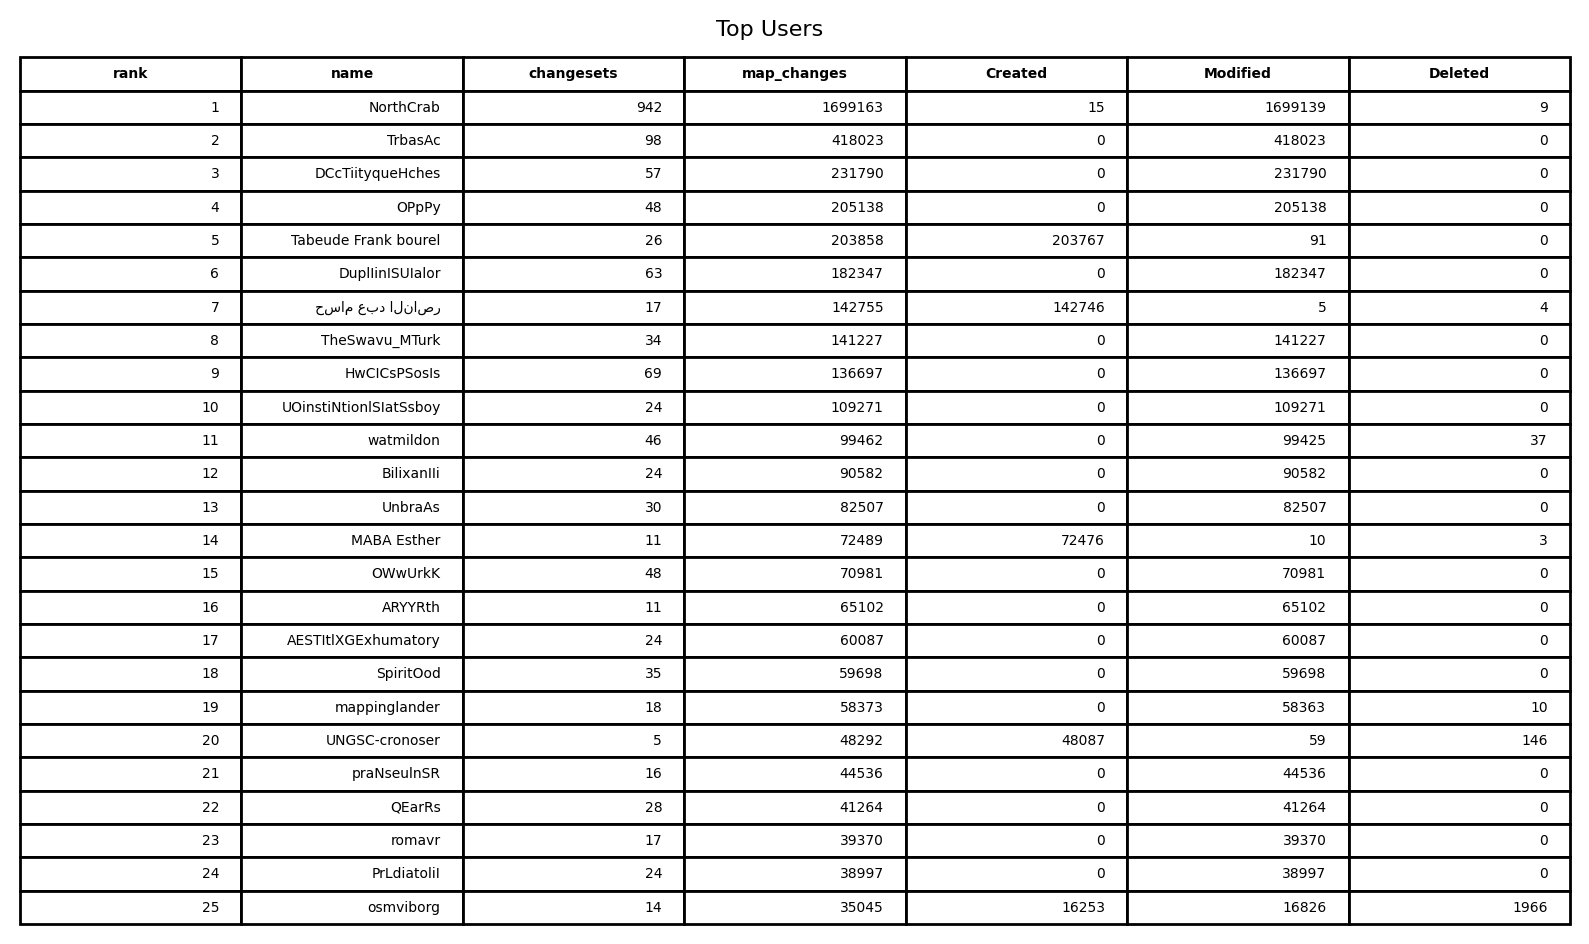 Top Users
rank name changesets map_changes Created Modified Deleted
1 NorthCrab 942 1699163 15 1699139 9
2 TrbasAc 98 418023 0 418023 0
3 DCcTiityqueHches 57 231790 0 231790 0
4 OPpPy 48 205138 0 205138 0
5 Tabeude Frank bourel 26 203858 203767 91 0
6 DuplIinISUIalor 63 182347 0 182347 0
7 رصانلا دبع ماسح 17 142755 142746 5 4
8 TheSwavu_MTurk 34 141227 0 141227 0
9 HwCICsPSosIs 69 136697 0 136697 0
10 UOinstiNtionlSIatSsboy 24 109271 0 109271 0
11 watmildon 46 99462 0 99425 37
12 BilixanIIi 24 90582 0 90582 0
13 UnbraAs 30 82507 0 82507 0
14 MABA Esther 11 72489 72476 10 3
15 OWwUrkK 48 70981 0 70981 0
16 ARYYRth 11 65102 0 65102 0
17 AESTItlXGExhumatory 24 60087 0 60087 0
18 SpiritOod 35 59698 0 59698 0
19 mappinglander 18 58373 0 58363 10
20 UNGSC-cronoser 5 48292 48087 59 146
21 praNseulnSR 16 44536 0 44536 0
22 QEarRs 28 41264 0 41264 0
23 romavr 17 39370 0 39370 0
24 PrLdiatoliI 24 38997 0 38997 0
25 osmviborg 14 35045 16253 16826 1966